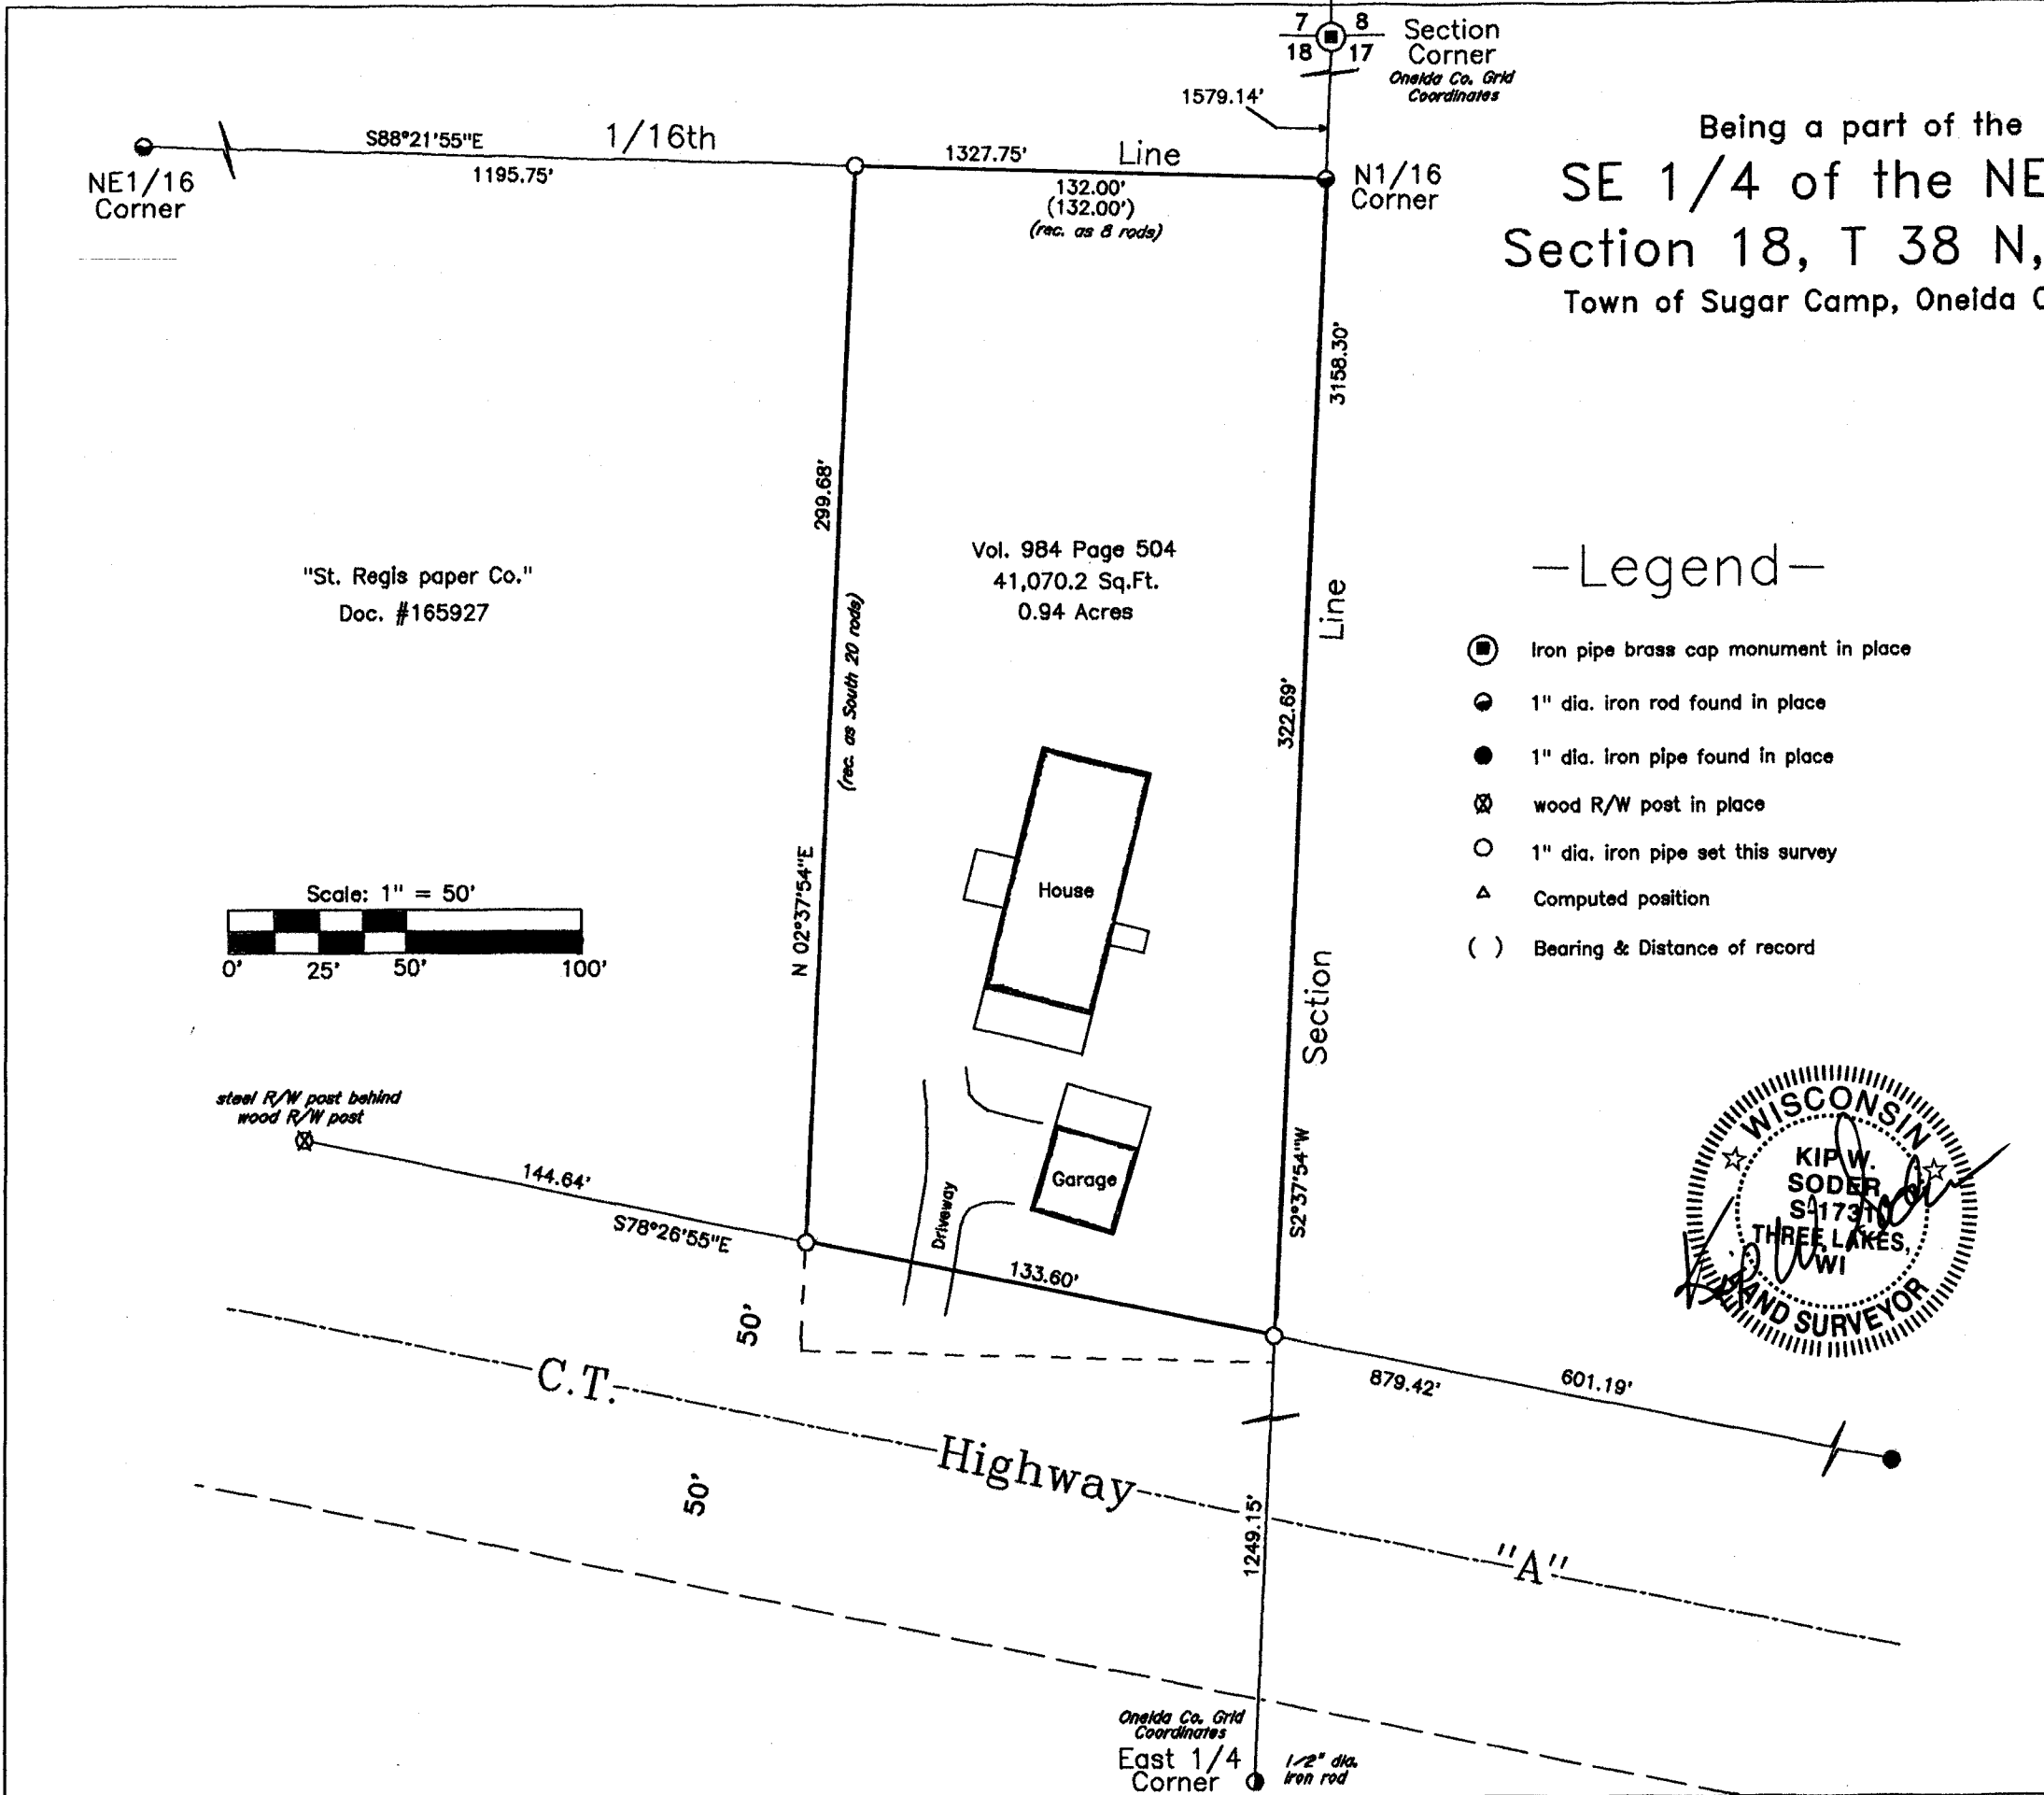 7 8
18 17
Section
Corner
Oneida Co. Grid
Coordinates
1579.14'
S88°21'55"E
1/16th
1327.75'
Line
1195.75'
132.00'
(132.00')
(rec. as 8 rods)
NE1/16
Corner
N1/16
Corner
Being a part of the
SE 1/4 of the NE
Section 18, T 38 N,
Town of Sugar Camp, Oneida C
3158.30'
299.68'
(rec. as South 20 rods)
N 02°37'54"E
"St. Regis paper Co."
Doc. #165927
Vol. 984 Page 504
41,070.2 Sq.Ft.
0.94 Acres
Line
322.69'
Section
S2°37'54"W
-Legend-
Iron pipe brass cap monument in place
1" dia. iron rod found in place
1" dia. iron pipe found in place
wood R/W post in place
1" dia. iron pipe set this survey
Computed position
( ) Bearing & Distance of record
Scale: 1" = 50'
0' 25' 50' 100'
House
Garage
Driveway
steel R/W post behind
wood R/W post
144.64'
S78°26'55"E
133.60'
50'
879.42'
601.19'
C.T. Highway "A"
50'
1249.15'
WISCONSIN
KIP W.
SODER
S-1731
THREE LAKES,
WI
LAND SURVEYOR
Kip W. Soder
Oneida Co. Grid
Coordinates
East 1/4
Corner
1/2" dia.
iron rod